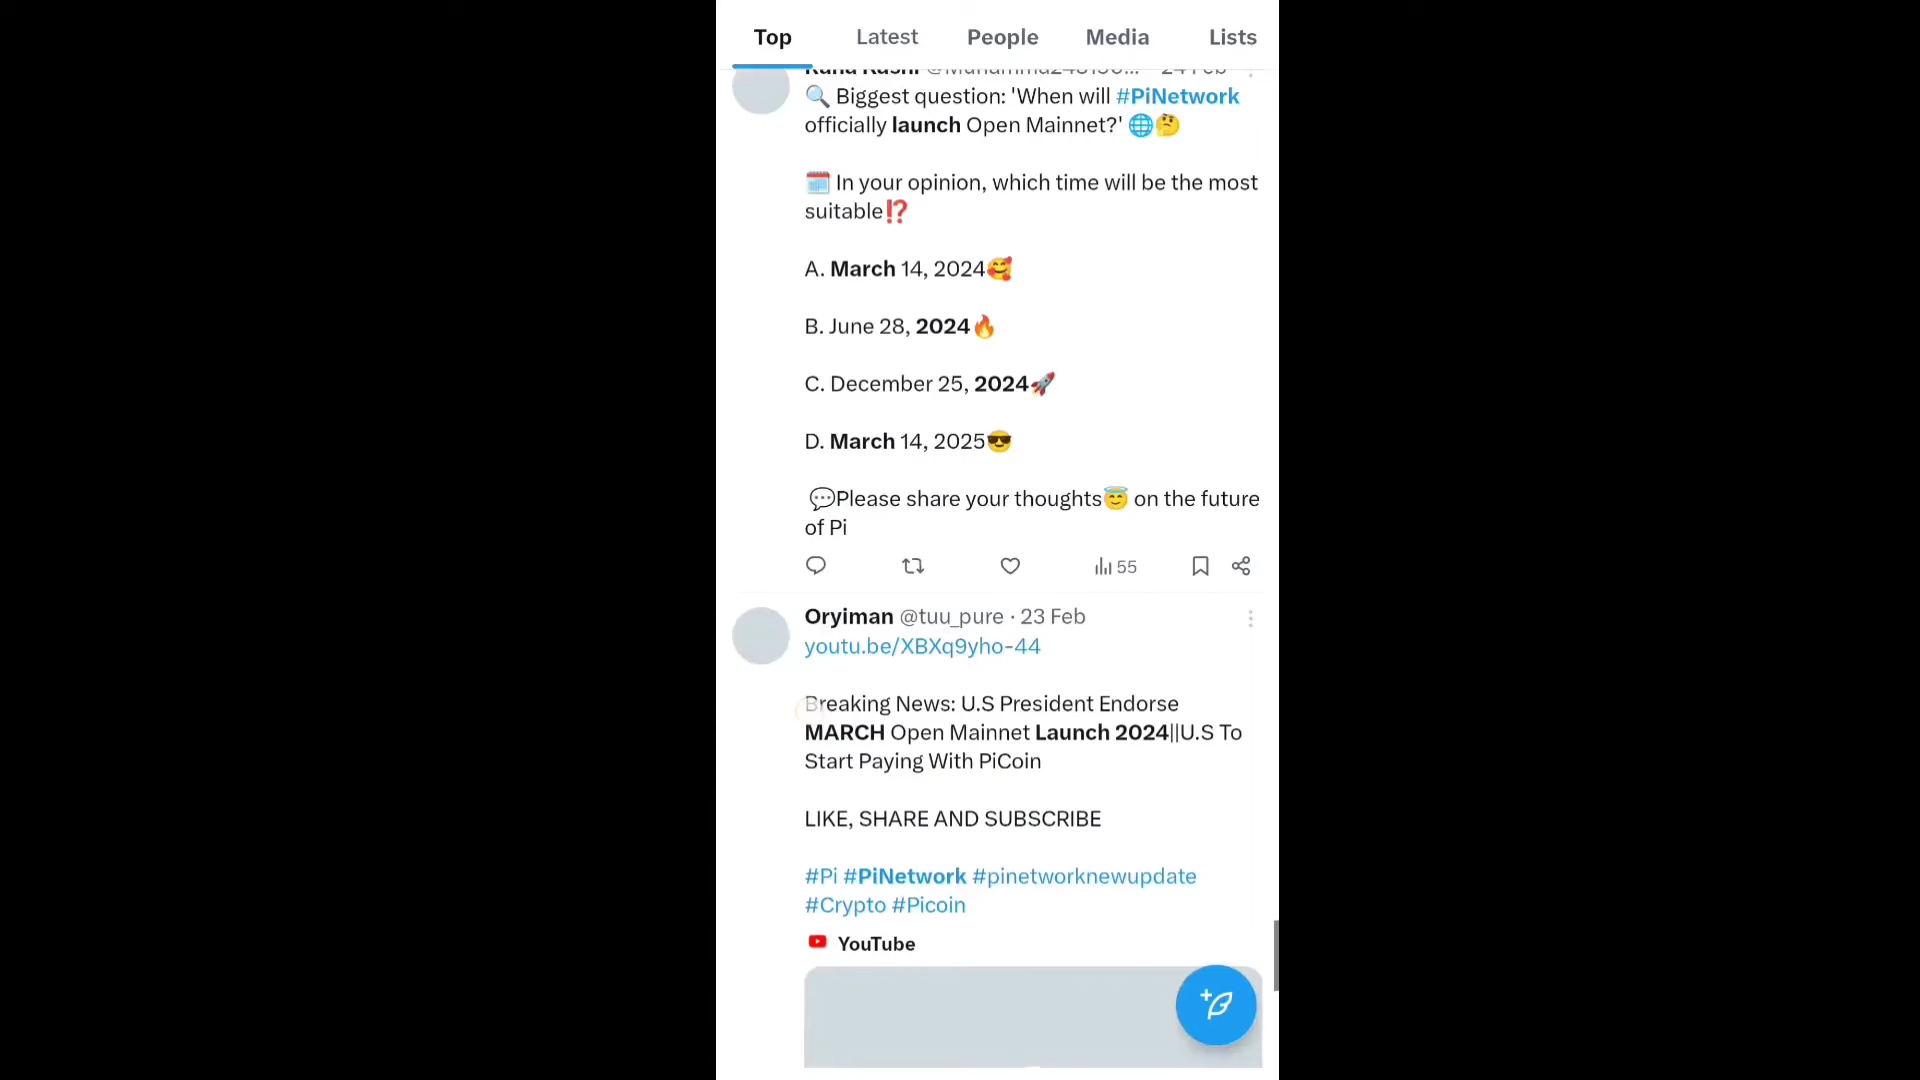 Top Latest People Media Lists
🔍 Biggest question: 'When will #PiNetwork
officially launch Open Mainnet?' 🌐🤔
🗓️ In your opinion, which time will be the most
suitable⁉️
A. March 14, 2024🥰
B. June 28, 2024🔥
C. December 25, 2024🚀
D. March 14, 2025😎
💬Please share your thoughts😇 on the future
of Pi
55
Oryiman @tuu_pure · 23 Feb
youtu.be/XBXq9yho-44
Breaking News: U.S President Endorse
MARCH Open Mainnet Launch 2024||U.S To
Start Paying With PiCoin
LIKE, SHARE AND SUBSCRIBE
#Pi #PiNetwork #pinetworknewupdate
#Crypto #Picoin
YouTube